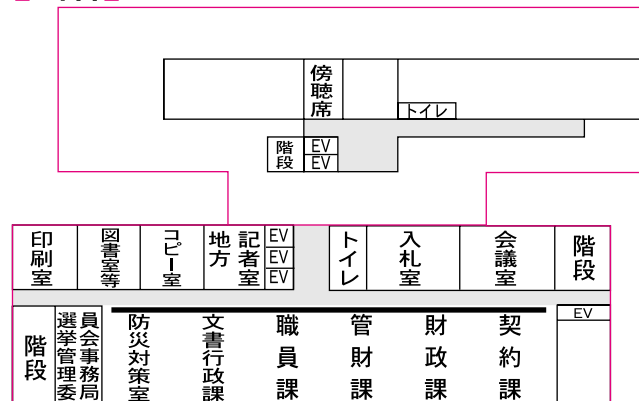 傍聴席
トイレ
階段
EV
EV
印刷室
図書室等
コピー室
地方記者室
EV
EV
EV
トイレ
入札室
会議室
階段
階段
選挙管理委
員会事務局
防災対策室
文書行政課
職員課
管財課
財政課
契約課
EV